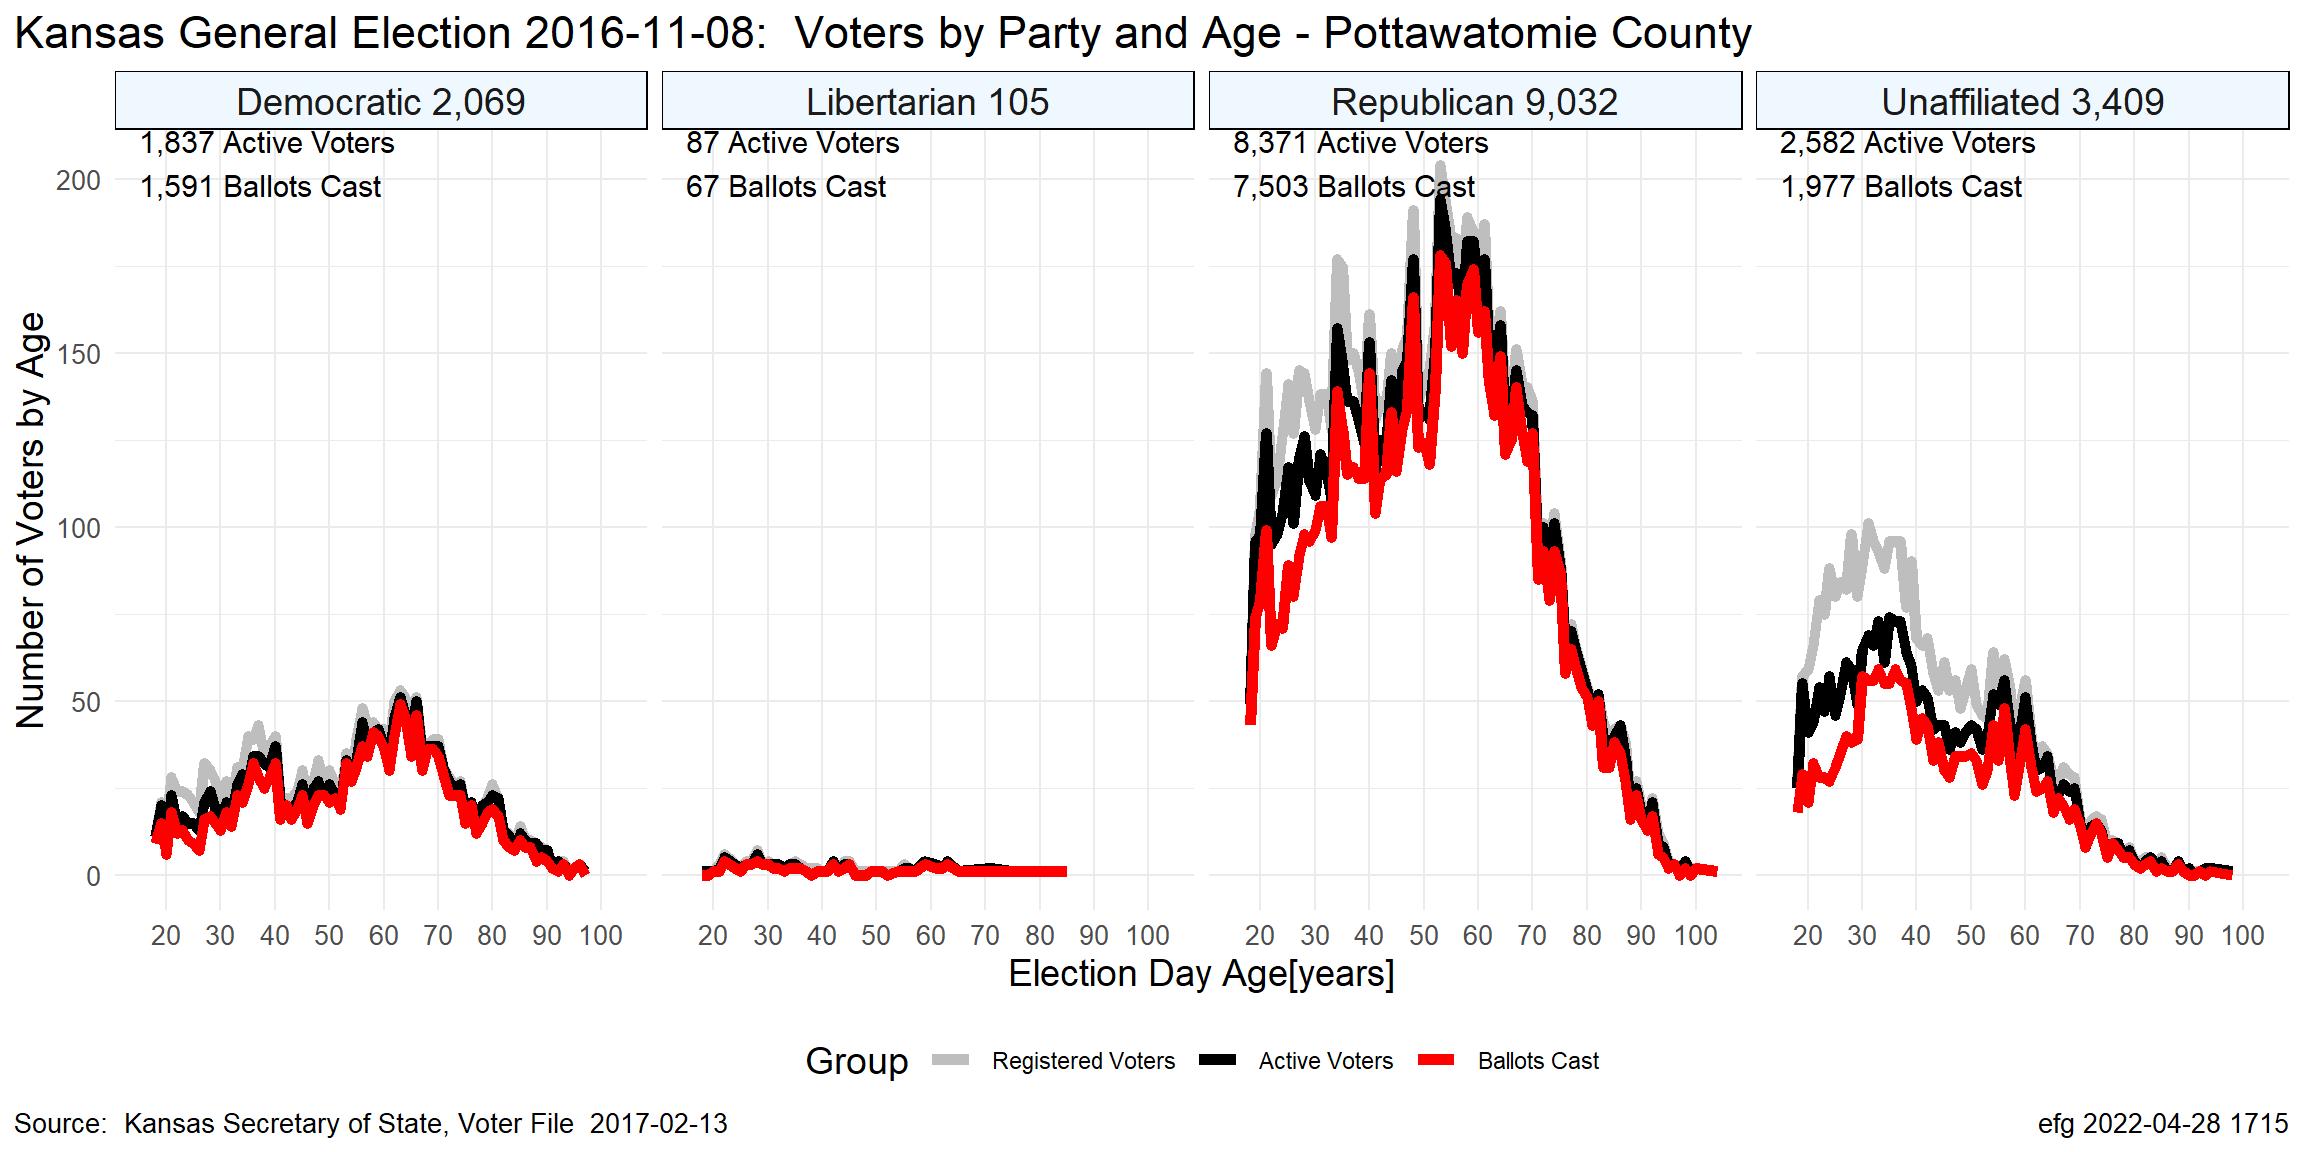 Kansas General Election 2016-11-08:  Voters by Party and Age - Pottawatomie County
Democratic 2,069
Libertarian 105
Republican 9,032
Unaffiliated 3,409
1,837 Active Voters
1,591 Ballots Cast
87 Active Voters
67 Ballots Cast
8,371 Active Voters
7,503 Ballots Cast
2,582 Active Voters
1,977 Ballots Cast
Number of Voters by Age
200
150
100
50
0
20 30 40 50 60 70 80 90 100
20 30 40 50 60 70 80 90 100
20 30 40 50 60 70 80 90 100
20 30 40 50 60 70 80 90 100
Election Day Age[years]
Group Registered Voters Active Voters Ballots Cast
Source:  Kansas Secretary of State, Voter File  2017-02-13
efg 2022-04-28 1715